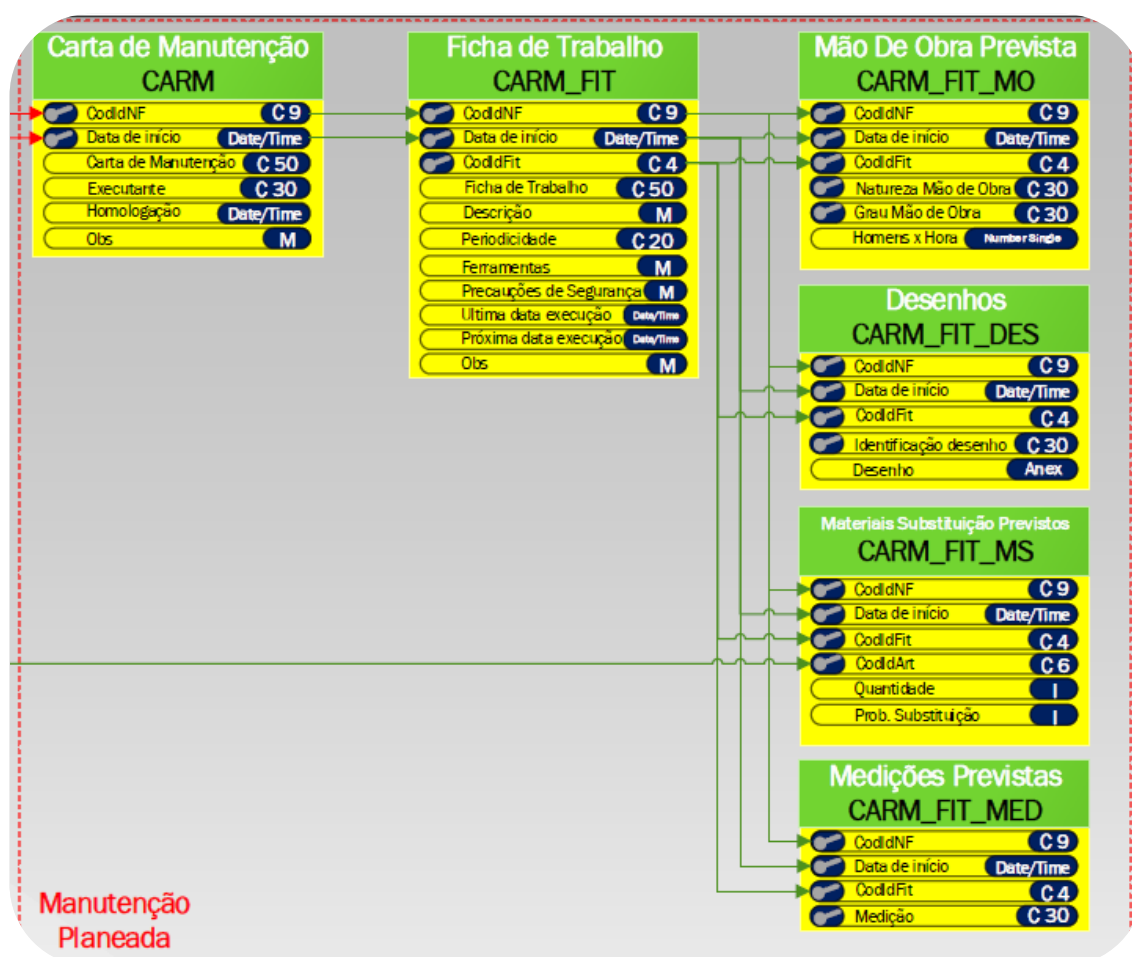 Carta de Manutenção
CARM
CodIdNF C 9
Data de início Date/Time
Carta de Manutenção C 50
Executante C 30
Homologação Date/Time
Obs M
Ficha de Trabalho
CARM_FIT
CodIdNF C 9
Data de início Date/Time
CodIdFit C 4
Ficha de Trabalho C 50
Descrição M
Periodicidade C 20
Ferramentas M
Precauções de Segurança M
Ultima data execução Date/Time
Próxima data execução Date/Time
Obs M
Mão De Obra Prevista
CARM_FIT_MO
CodIdNF C 9
Data de início Date/Time
CodIdFit C 4
Natureza Mão de Obra C 30
Grau Mão de Obra C 30
Homens x Hora Number Single
Desenhos
CARM_FIT_DES
CodIdNF C 9
Data de início Date/Time
CodIdFit C 4
Identificação desenho C 30
Desenho Anex
Materiais Substituição Previstos
CARM_FIT_MS
CodIdNF C 9
Data de início Date/Time
CodIdFit C 4
CodIdArt C 6
Quantidade I
Prob. Substituição I
Medições Previstas
CARM_FIT_MED
CodIdNF C 9
Data de início Date/Time
CodIdFit C 4
Medição C 30
Manutenção
Planeada